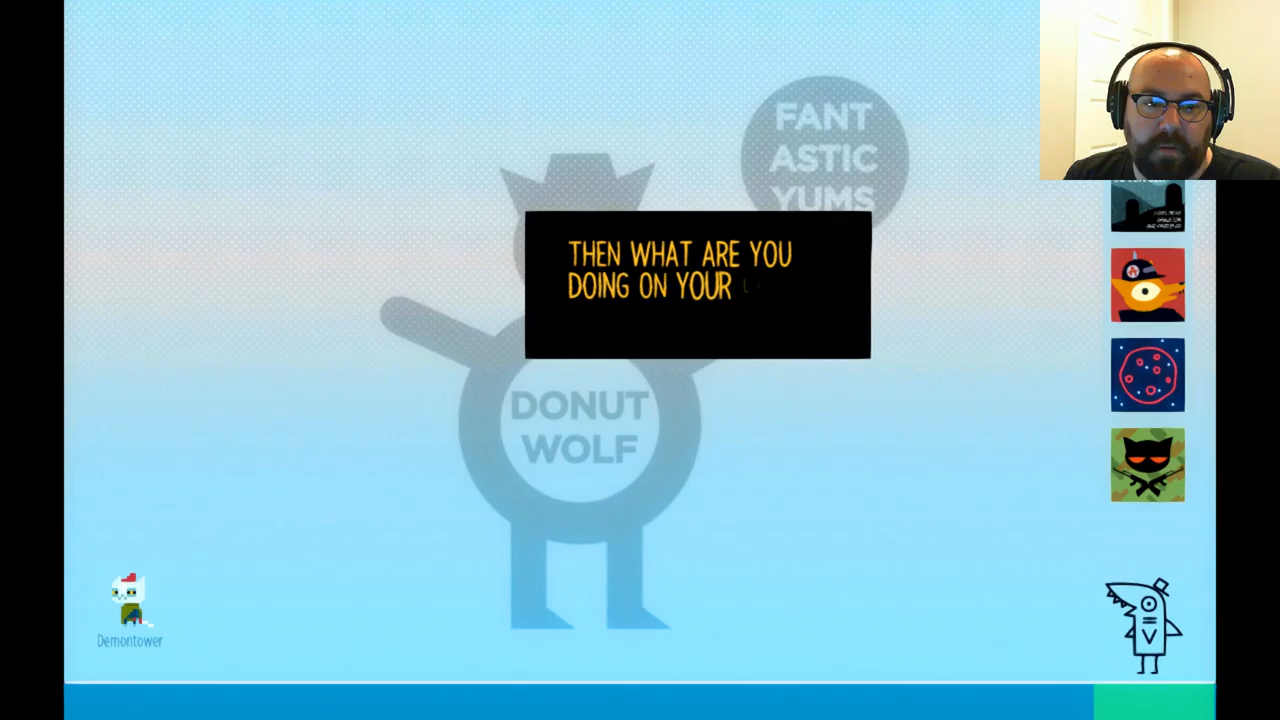 FANT
ASTIC
YUMS
THEN WHAT ARE YOU
DOING ON YOUR
DONUT
WOLF
Demontower